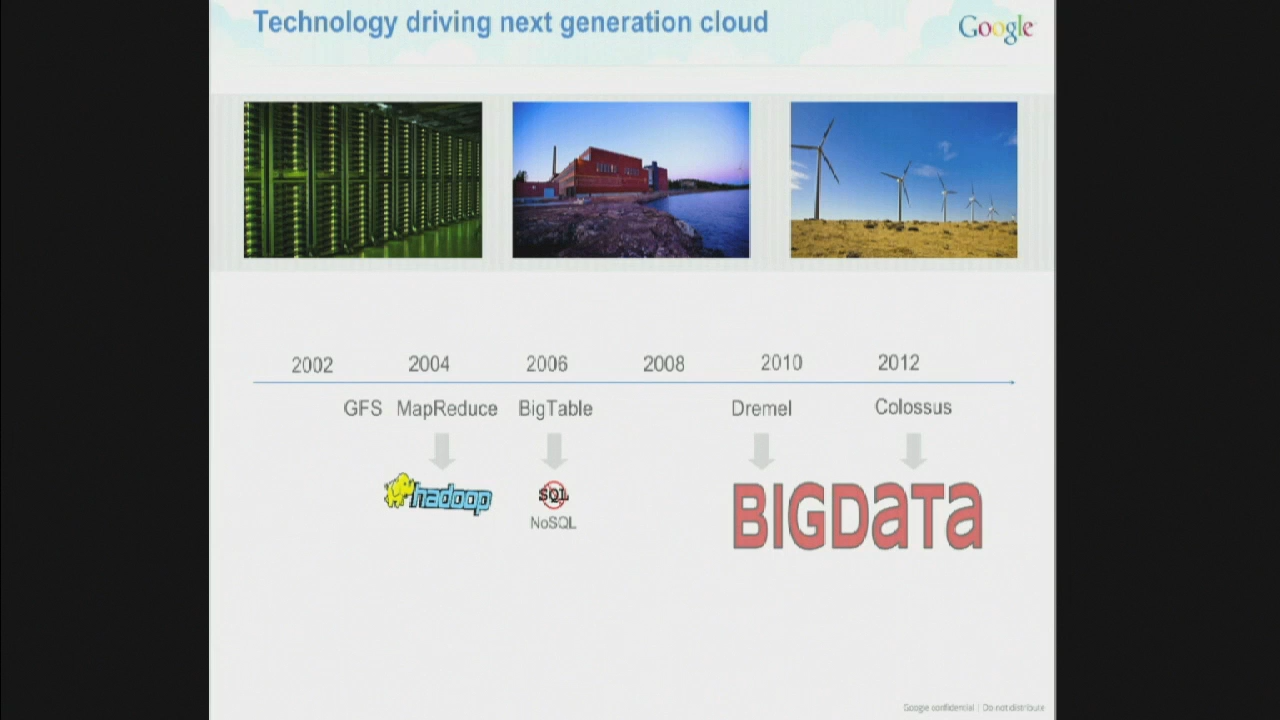 Technology driving next generation cloud
Google
2002 2004 2006 2008 2010 2012
GFS MapReduce BigTable Dremel Colossus
hadoop
SQL
NoSQL
BIGDaTa
Google confidential | Do not distribute